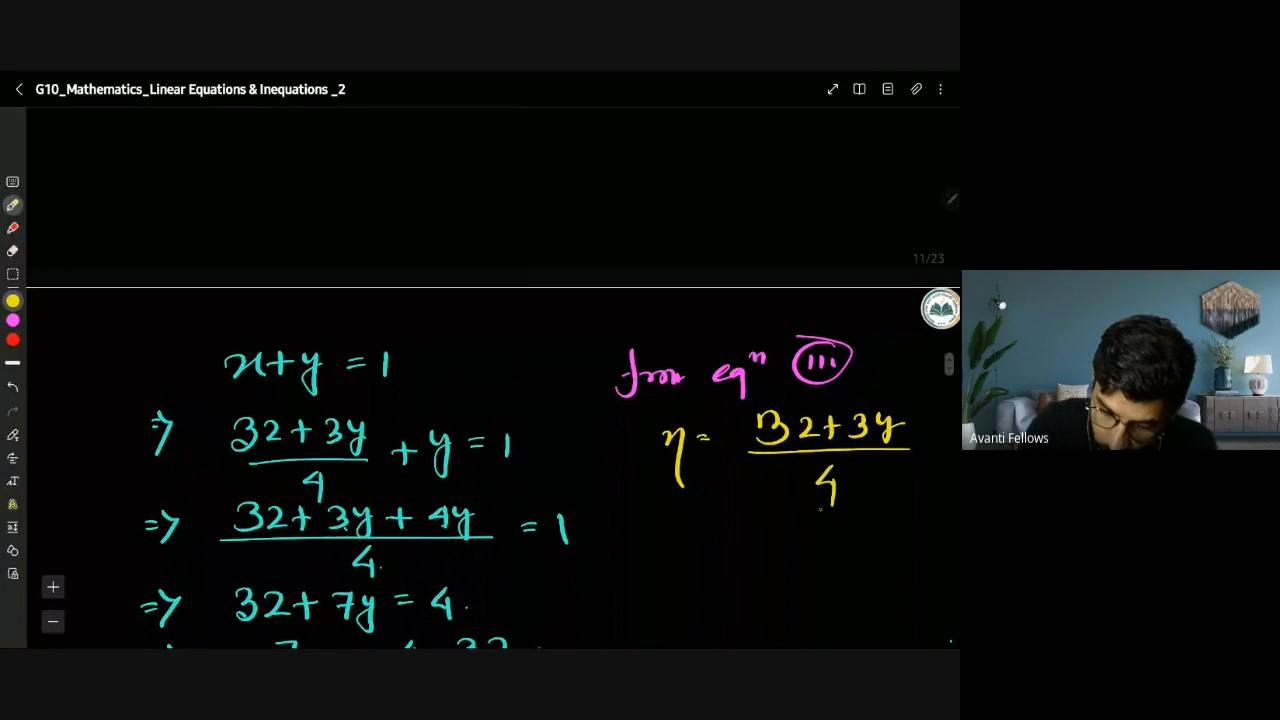 G10_Mathematics_Linear Equations & Inequations _2
11/23
x+y = 1
=> 32+3y/4 + y = 1
=> 32+3y+4y/4 = 1
=> 32+7y = 4.
from eqn III
x = 32+3y/4
Avanti Fellows